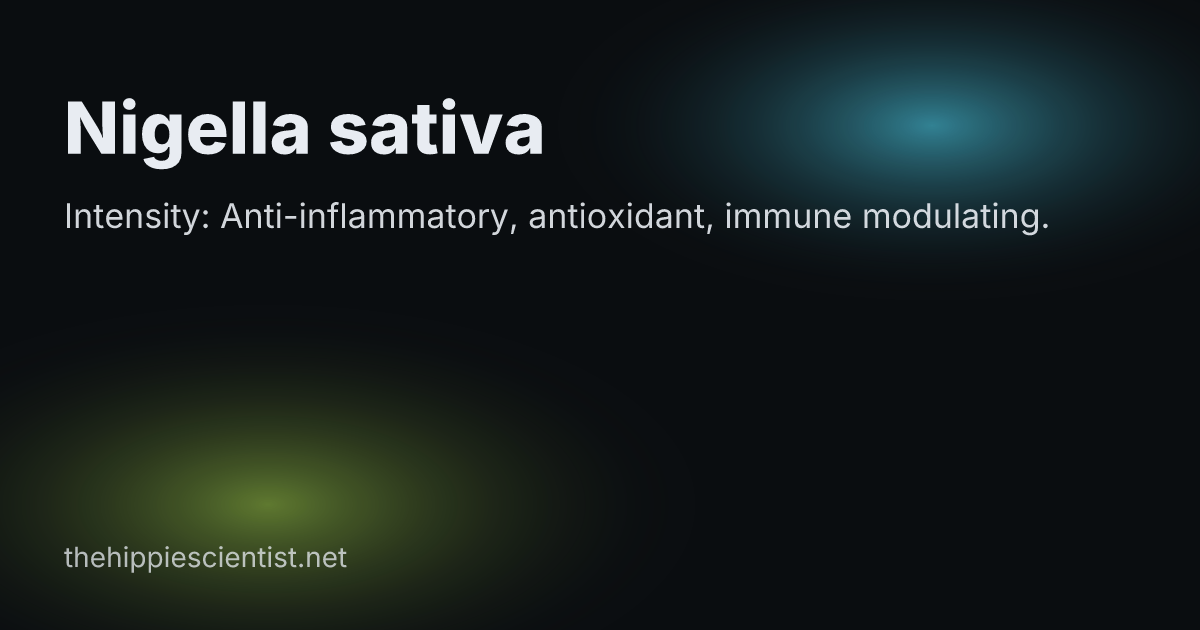 Nigella sativa
Intensity: Anti-inflammatory, antioxidant, immune modulating.
thehippiescientist.net